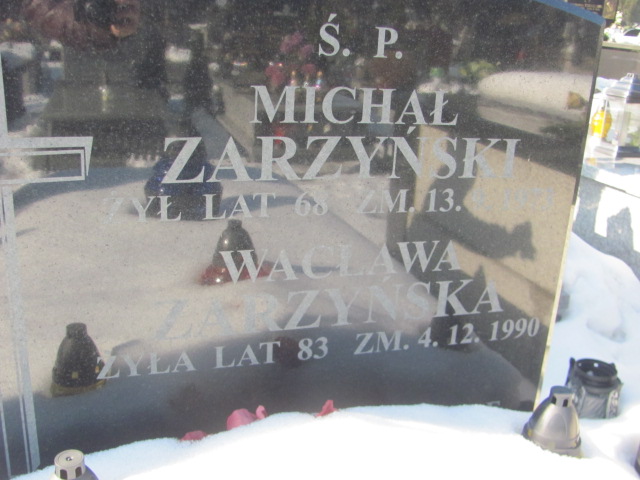 Ś. P.
MICHAŁ
ZARZYŃSKI
ŻYŁ LAT 68 ZM. 13.
WACŁAWA
ZARZYŃSKA
ŻYŁA LAT 83 ZM. 4. 12. 1990